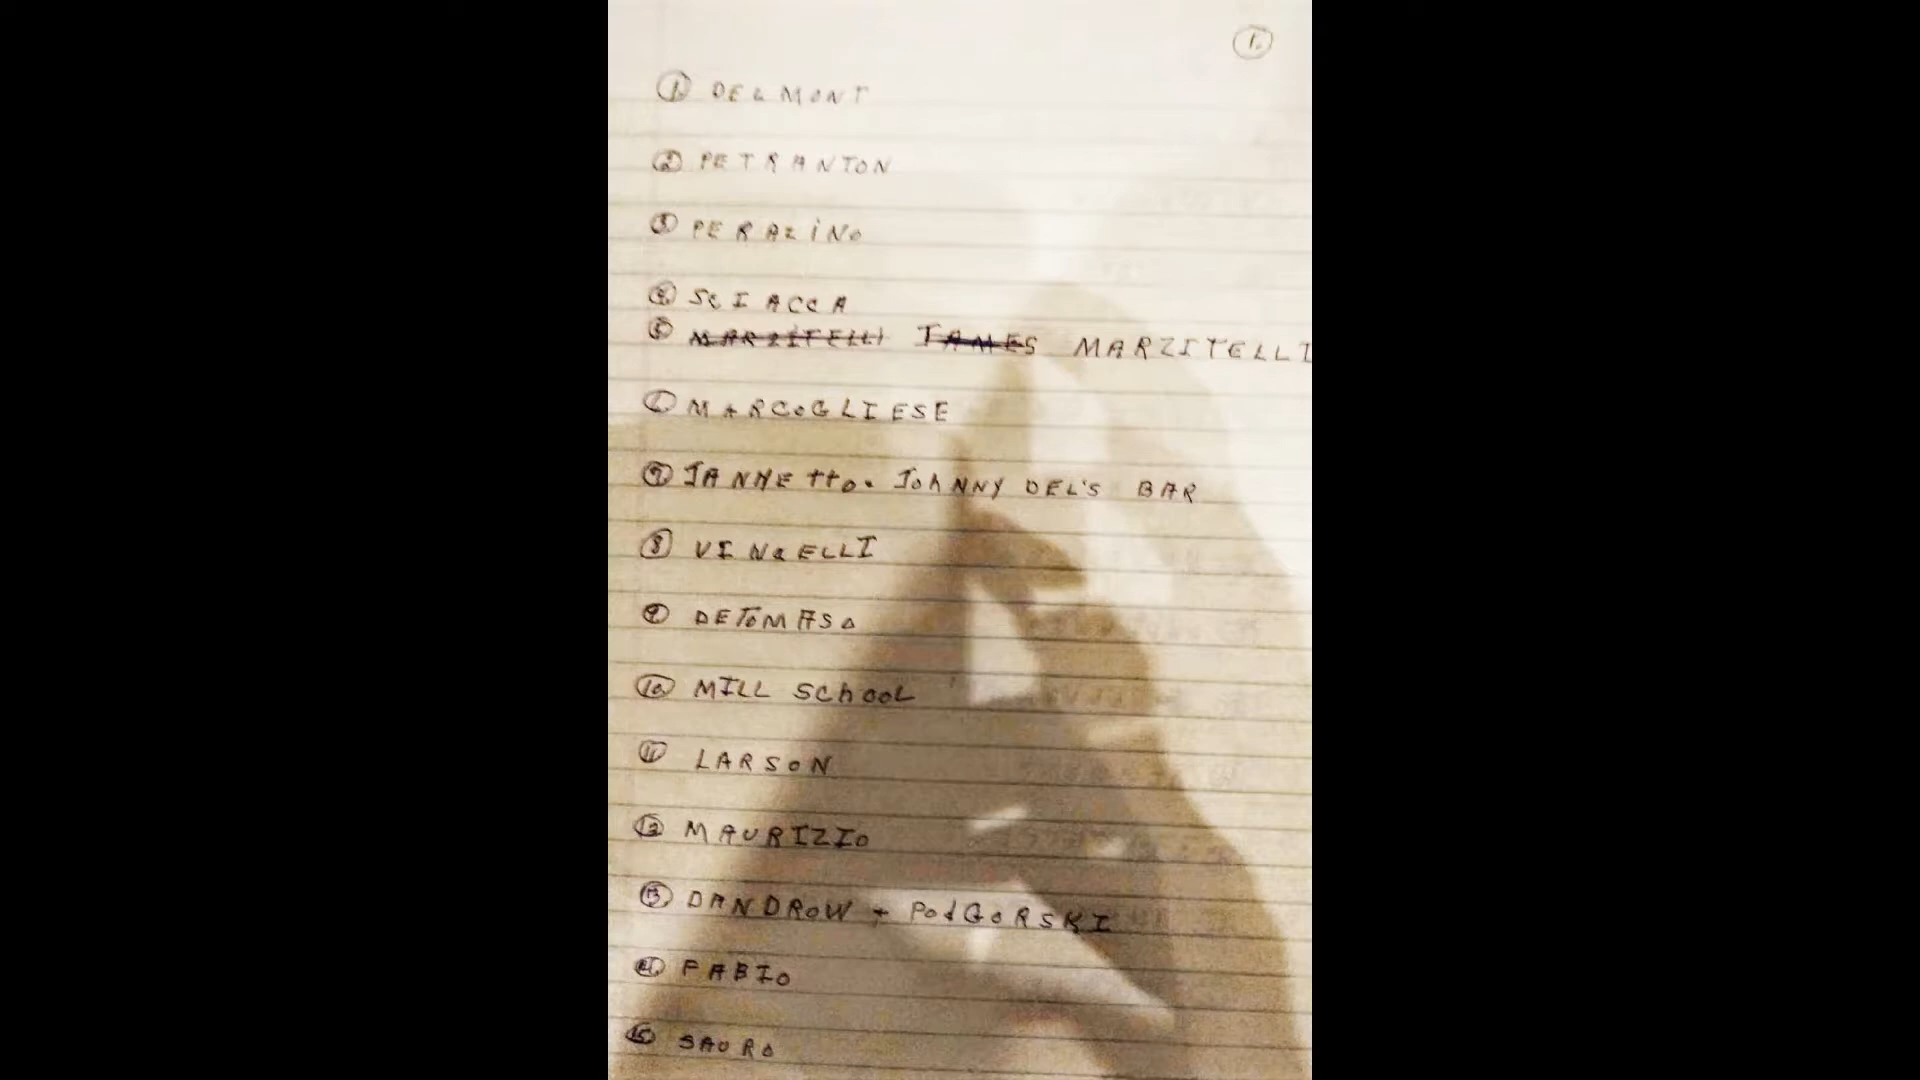 1.
1. DELMONT
2 PETRANTON
3 PERAZiNo
4 SCIACCA
5 MARZITELLI JAMES MARZITELLI
6 MARCOGLIESE
7 IANNEtto. JohNNY DEL'S BAR
8 VINCELLI
9 DETOMASO
10 MILL SChOOL
11 LARSON
12 MAURIZIO
13 DANDROW + PodGORSKI
14 FABIO
15 SAURO